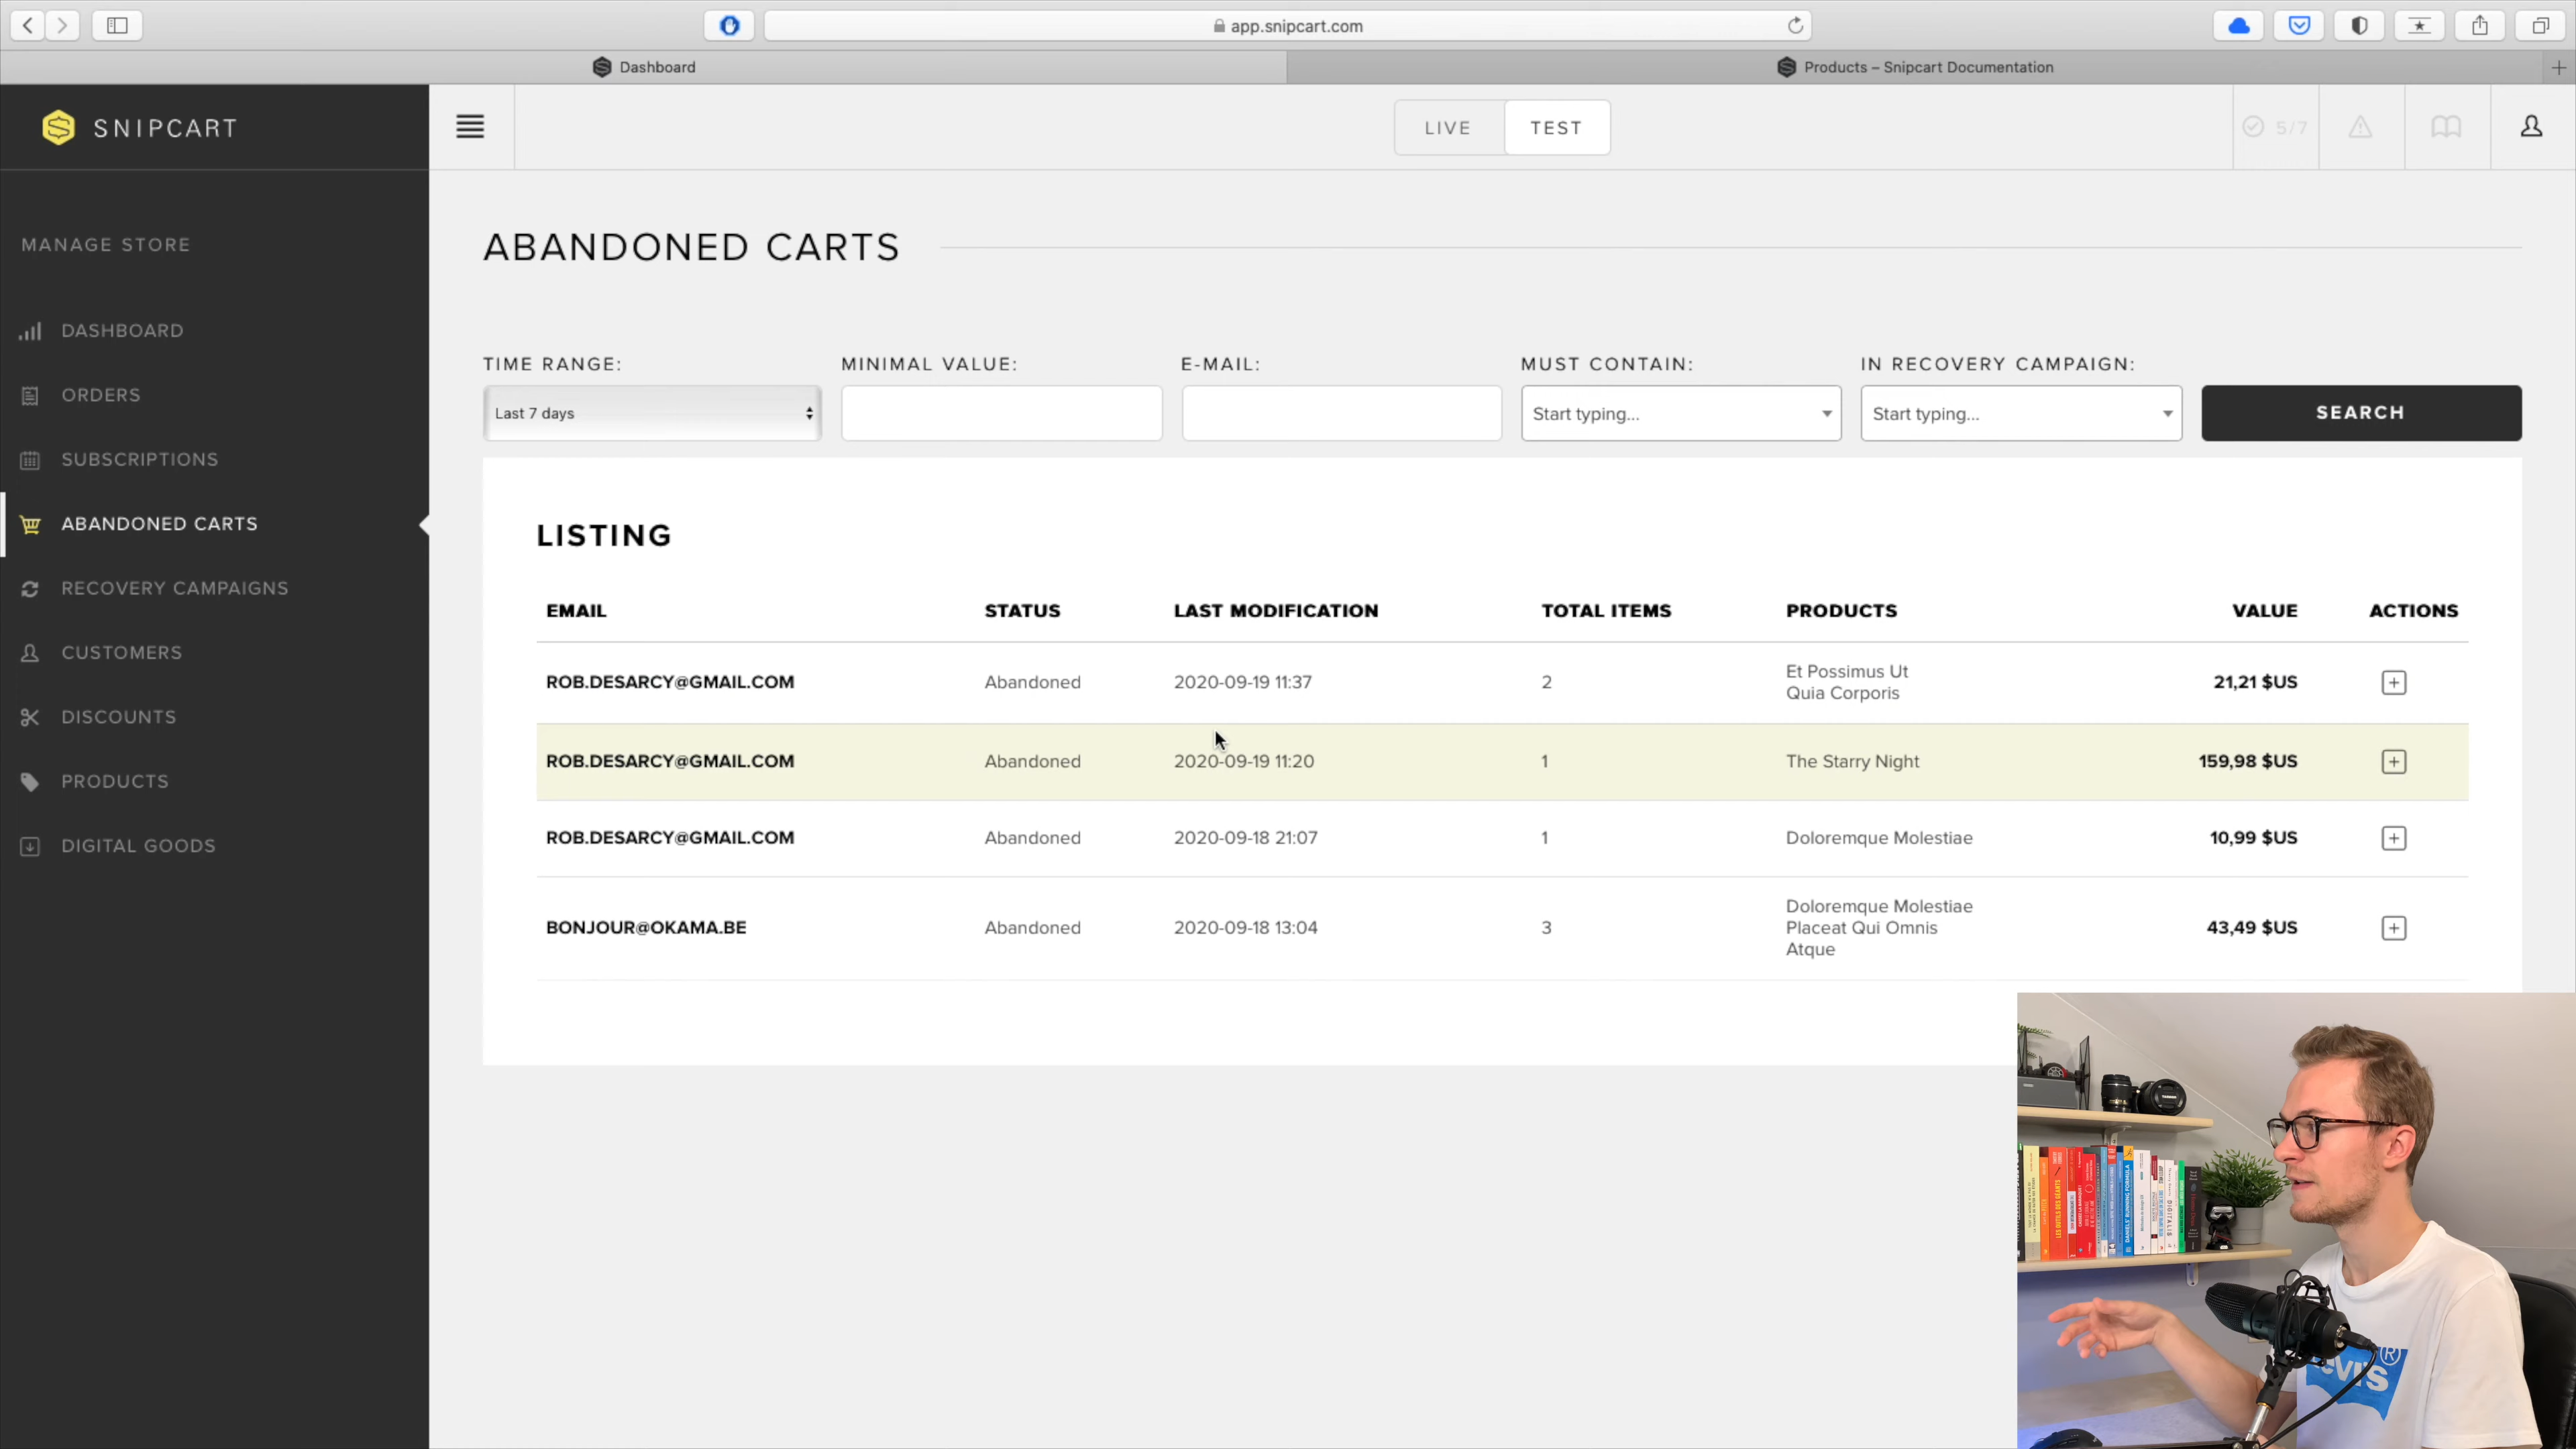 app.snipcart.com
Dashboard
Products – Snipcart Documentation
SNIPCART
LIVE
TEST
5/7
MANAGE STORE
DASHBOARD
ORDERS
SUBSCRIPTIONS
ABANDONED CARTS
RECOVERY CAMPAIGNS
CUSTOMERS
DISCOUNTS
PRODUCTS
DIGITAL GOODS
ABANDONED CARTS
TIME RANGE: MINIMAL VALUE: E-MAIL: MUST CONTAIN: IN RECOVERY CAMPAIGN:
Last 7 days Start typing... Start typing... SEARCH
LISTING
EMAIL STATUS LAST MODIFICATION TOTAL ITEMS PRODUCTS VALUE ACTIONS
ROB.DESARCY@GMAIL.COM Abandoned 2020-09-19 11:37 2 Et Possimus Ut 21,21 $US
Quia Corporis
ROB.DESARCY@GMAIL.COM Abandoned 2020-09-19 11:20 1 The Starry Night 159,98 $US
ROB.DESARCY@GMAIL.COM Abandoned 2020-09-18 21:07 1 Doloremque Molestiae 10,99 $US
Doloremque Molestiae
BONJOUR@OKAMA.BE Abandoned 2020-09-18 13:04 3 Placeat Qui Omnis 43,49 $US
Atque